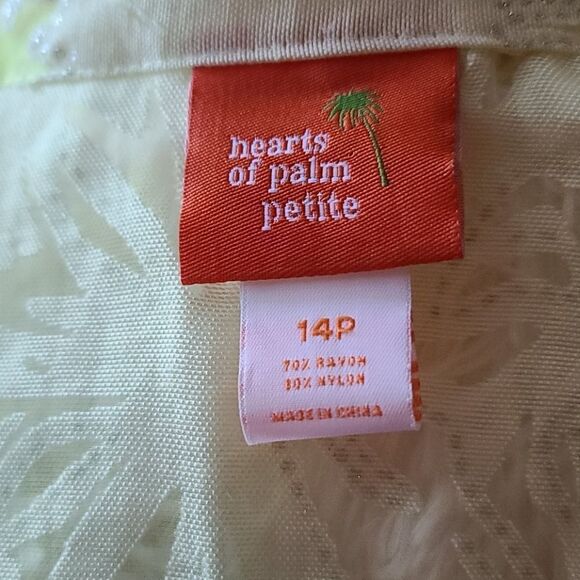 hearts
of palm
petite
14P
70% RAYON
30% NYLON
MADE IN CHINA